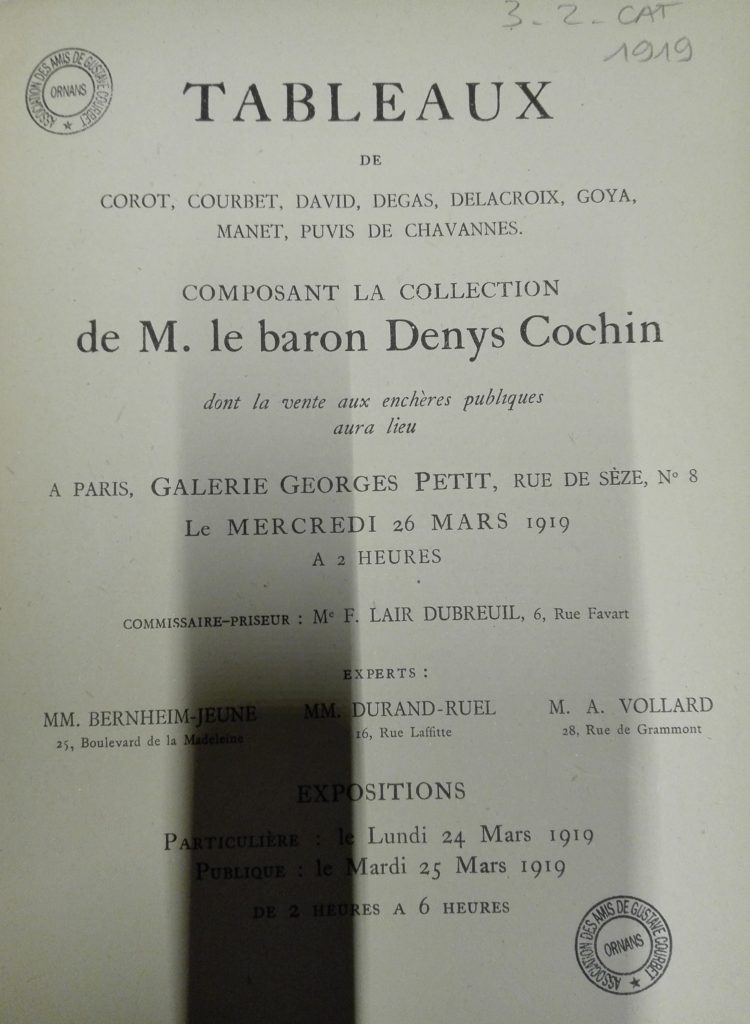 3-2-CAT
1919
ASSOCIATION DES AMIS DE GUSTAVE COURBET
ORNANS
TABLEAUX
DE
COROT, COURBET, DAVID, DEGAS, DELACROIX, GOYA,
MANET, PUVIS DE CHAVANNES.
COMPOSANT LA COLLECTION
de M. le baron Denys Cochin
dont la vente aux enchères publiques
aura lieu
A PARIS, GALERIE GEORGES PETIT, RUE DE SÈZE, Nº 8
Le MERCREDI 26 MARS 1919
A 2 HEURES
COMMISSAIRE-PRISEUR : Me F. LAIR DUBREUIL, 6, Rue Favart
EXPERTS :
MM. BERNHEIM-JEUNE MM. DURAND-RUEL M. A. VOLLARD
25, Boulevard de la Madeleine 16, Rue Laffitte 28, Rue de Grammont
EXPOSITIONS
PARTICULIÈRE : le Lundi 24 Mars 1919
PUBLIQUE : le Mardi 25 Mars 1919
DE 2 HEURES A 6 HEURES
ASSOCIATION DES AMIS DE GUSTAVE COURBET
ORNANS